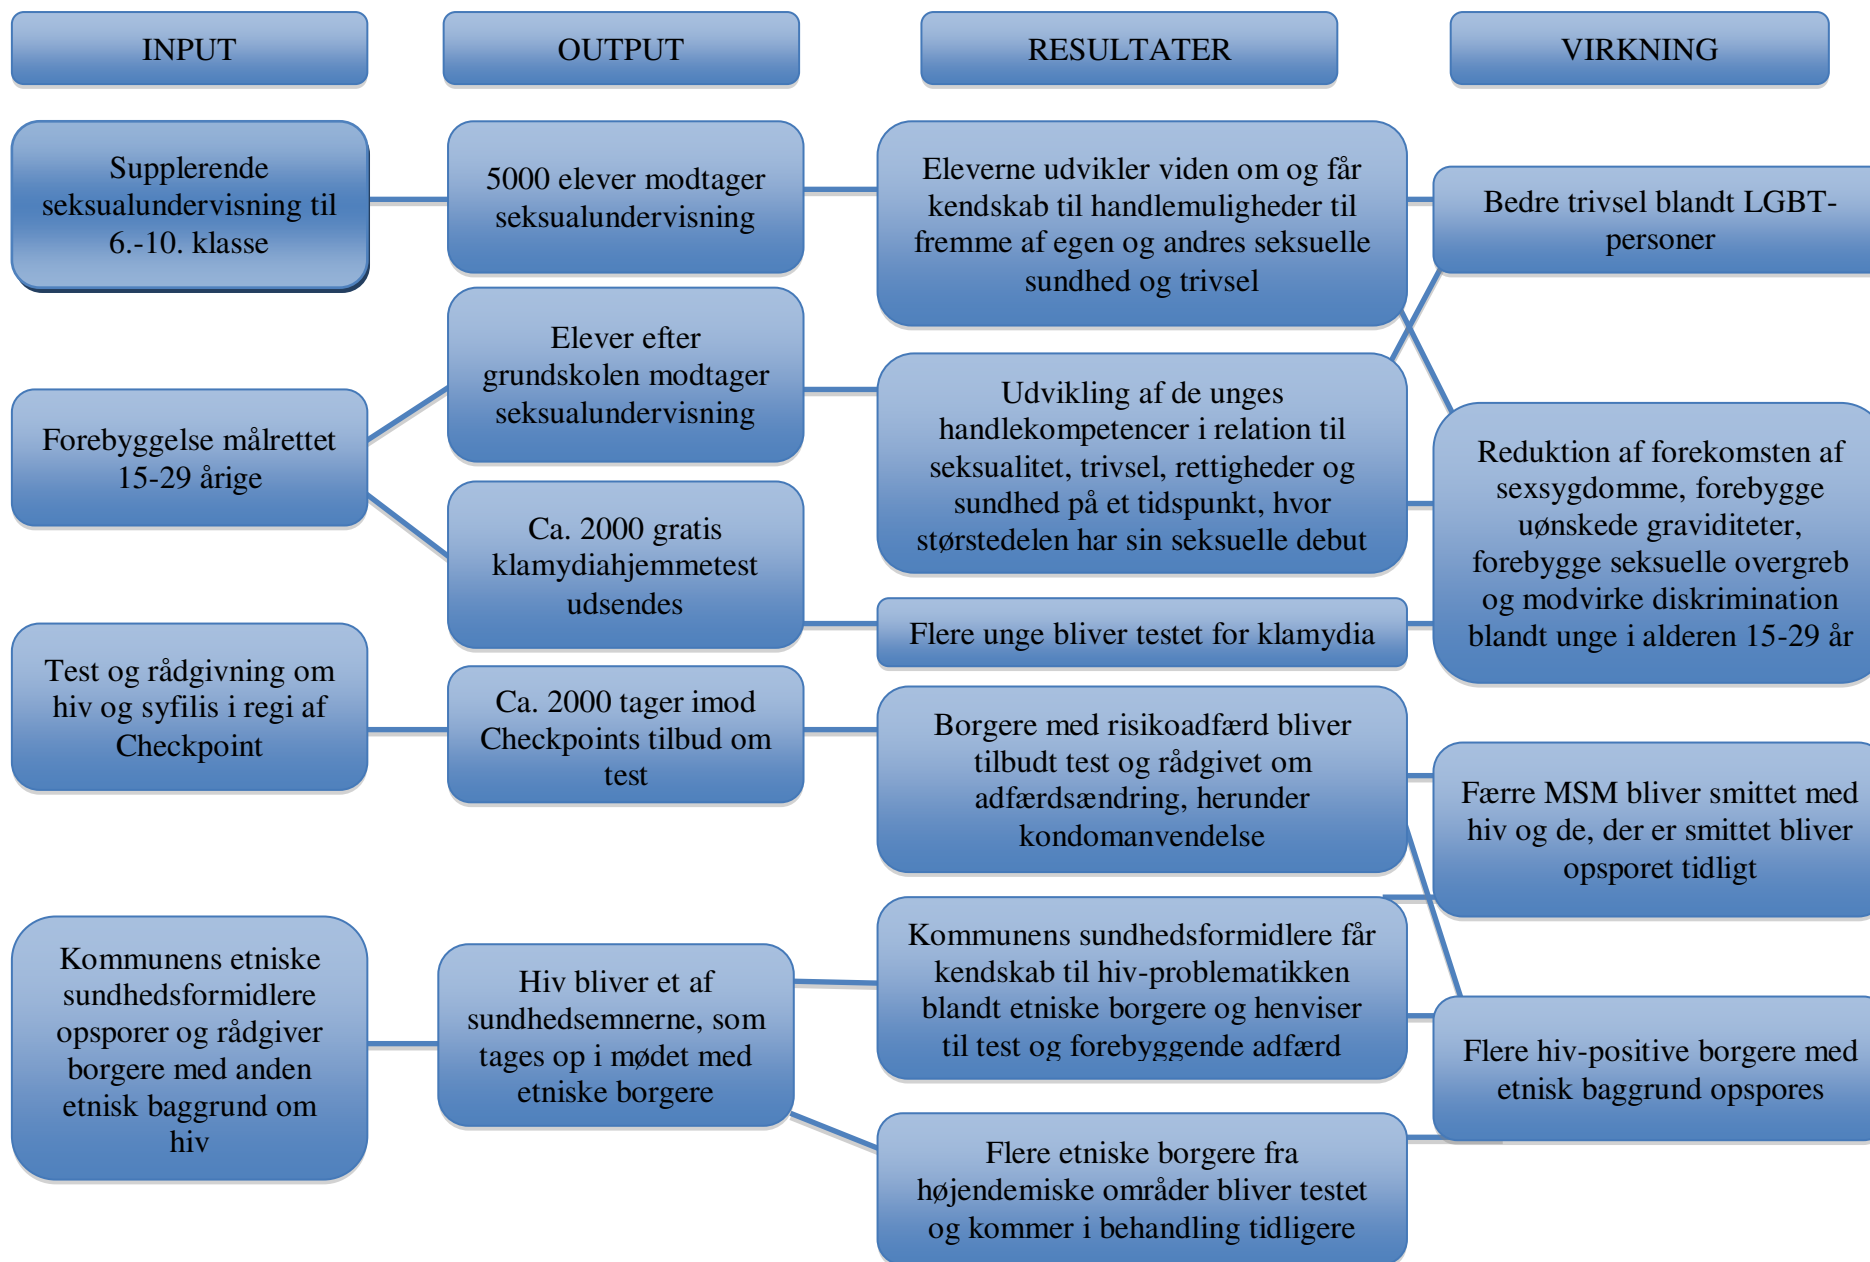 INPUT
OUTPUT
RESULTATER
VIRKNING
Supplerende
seksualundervisning til
6.-10. klasse
5000 elever modtager
seksualundervisning
Eleverne udvikler viden om og får
kendskab til handlemuligheder til
fremme af egen og andres seksuelle
sundhed og trivsel
Bedre trivsel blandt LGBT-
personer
Forebyggelse målrettet
15-29 årige
Elever efter
grundskolen modtager
seksualundervisning
Udvikling af de unges
handlekompetencer i relation til
seksualitet, trivsel, rettigheder og
sundhed på et tidspunkt, hvor
størstedelen har sin seksuelle debut
Reduktion af forekomsten af
sexsygdomme, forebygge
uønskede graviditeter,
forebygge seksuelle overgreb
og modvirke diskrimination
blandt unge i alderen 15-29 år
Ca. 2000 gratis
klamydiahjemmetest
udsendes
Flere unge bliver testet for klamydia
Test og rådgivning om
hiv og syfilis i regi af
Checkpoint
Ca. 2000 tager imod
Checkpoints tilbud om
test
Borgere med risikoadfærd bliver
tilbudt test og rådgivet om
adfærdsændring, herunder
kondomanvendelse
Færre MSM bliver smittet med
hiv og de, der er smittet bliver
opsporet tidligt
Kommunens etniske
sundhedsformidlere
opsporer og rådgiver
borgere med anden
etnisk baggrund om
hiv
Hiv bliver et af
sundhedsemnerne, som
tages op i mødet med
etniske borgere
Kommunens sundhedsformidlere får
kendskab til hiv-problematikken
blandt etniske borgere og henviser
til test og forebyggende adfærd
Flere hiv-positive borgere med
etnisk baggrund opspores
Flere etniske borgere fra
højendemiske områder bliver testet
og kommer i behandling tidligere